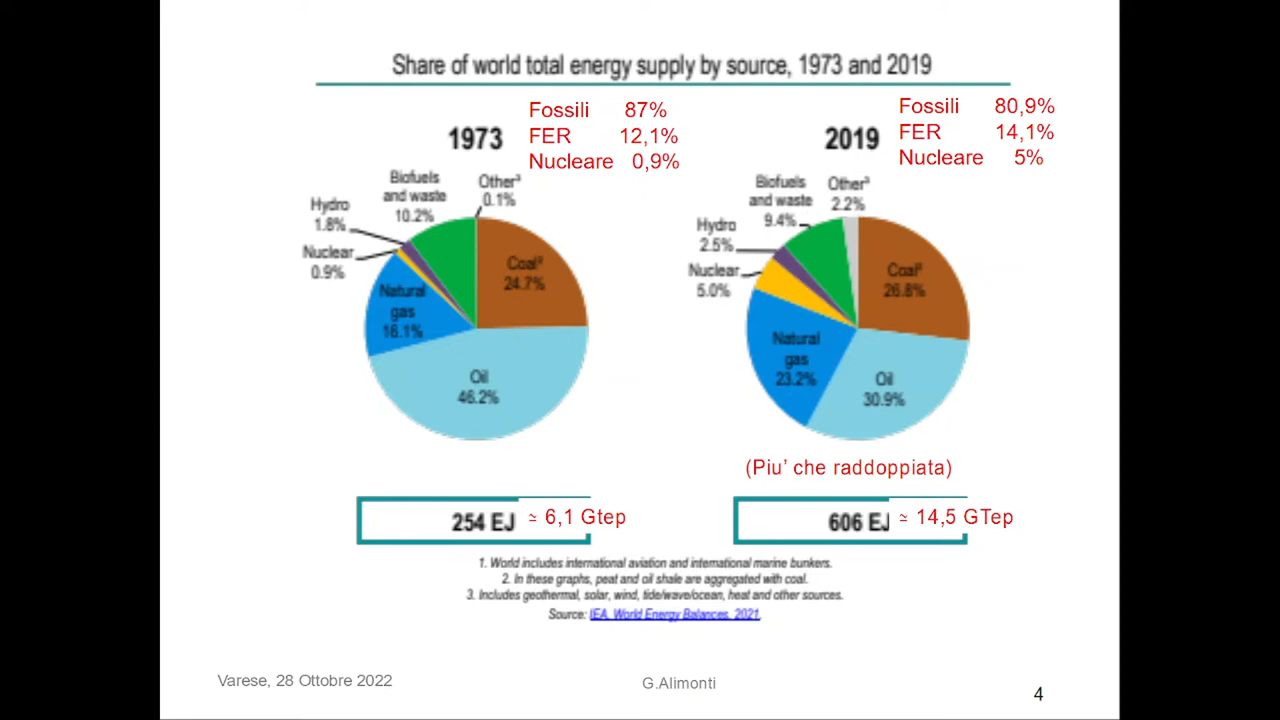 Share of world total energy supply by source, 1973 and 2019
Fossili 87%
FER 12,1%
Nucleare 0,9%
Fossili 80,9%
FER 14,1%
Nucleare 5%
1973
2019
Biofuels
and waste
10.2%
Other³
0.1%
Hydro
1.8%
Nuclear
0.9%
Coal²
24.7%
Natural
gas
16.1%
Oil
46.2%
Biofuels
and waste
9.4%
Other³
2.2%
Hydro
2.5%
Nuclear
5.0%
Coal²
26.8%
Natural
gas
23.2%
Oil
30.9%
(Piu’ che raddoppiata)
254 EJ ≃ 6,1 Gtep
606 EJ ≃ 14,5 GTep
1. World includes international aviation and international marine bunkers.
2. In these graphs, peat and oil shale are aggregated with coal.
3. Includes geothermal, solar, wind, tide/wave/ocean, heat and other sources.
Source: IEA, World Energy Balances, 2021.
Varese, 28 Ottobre 2022
G.Alimonti
4